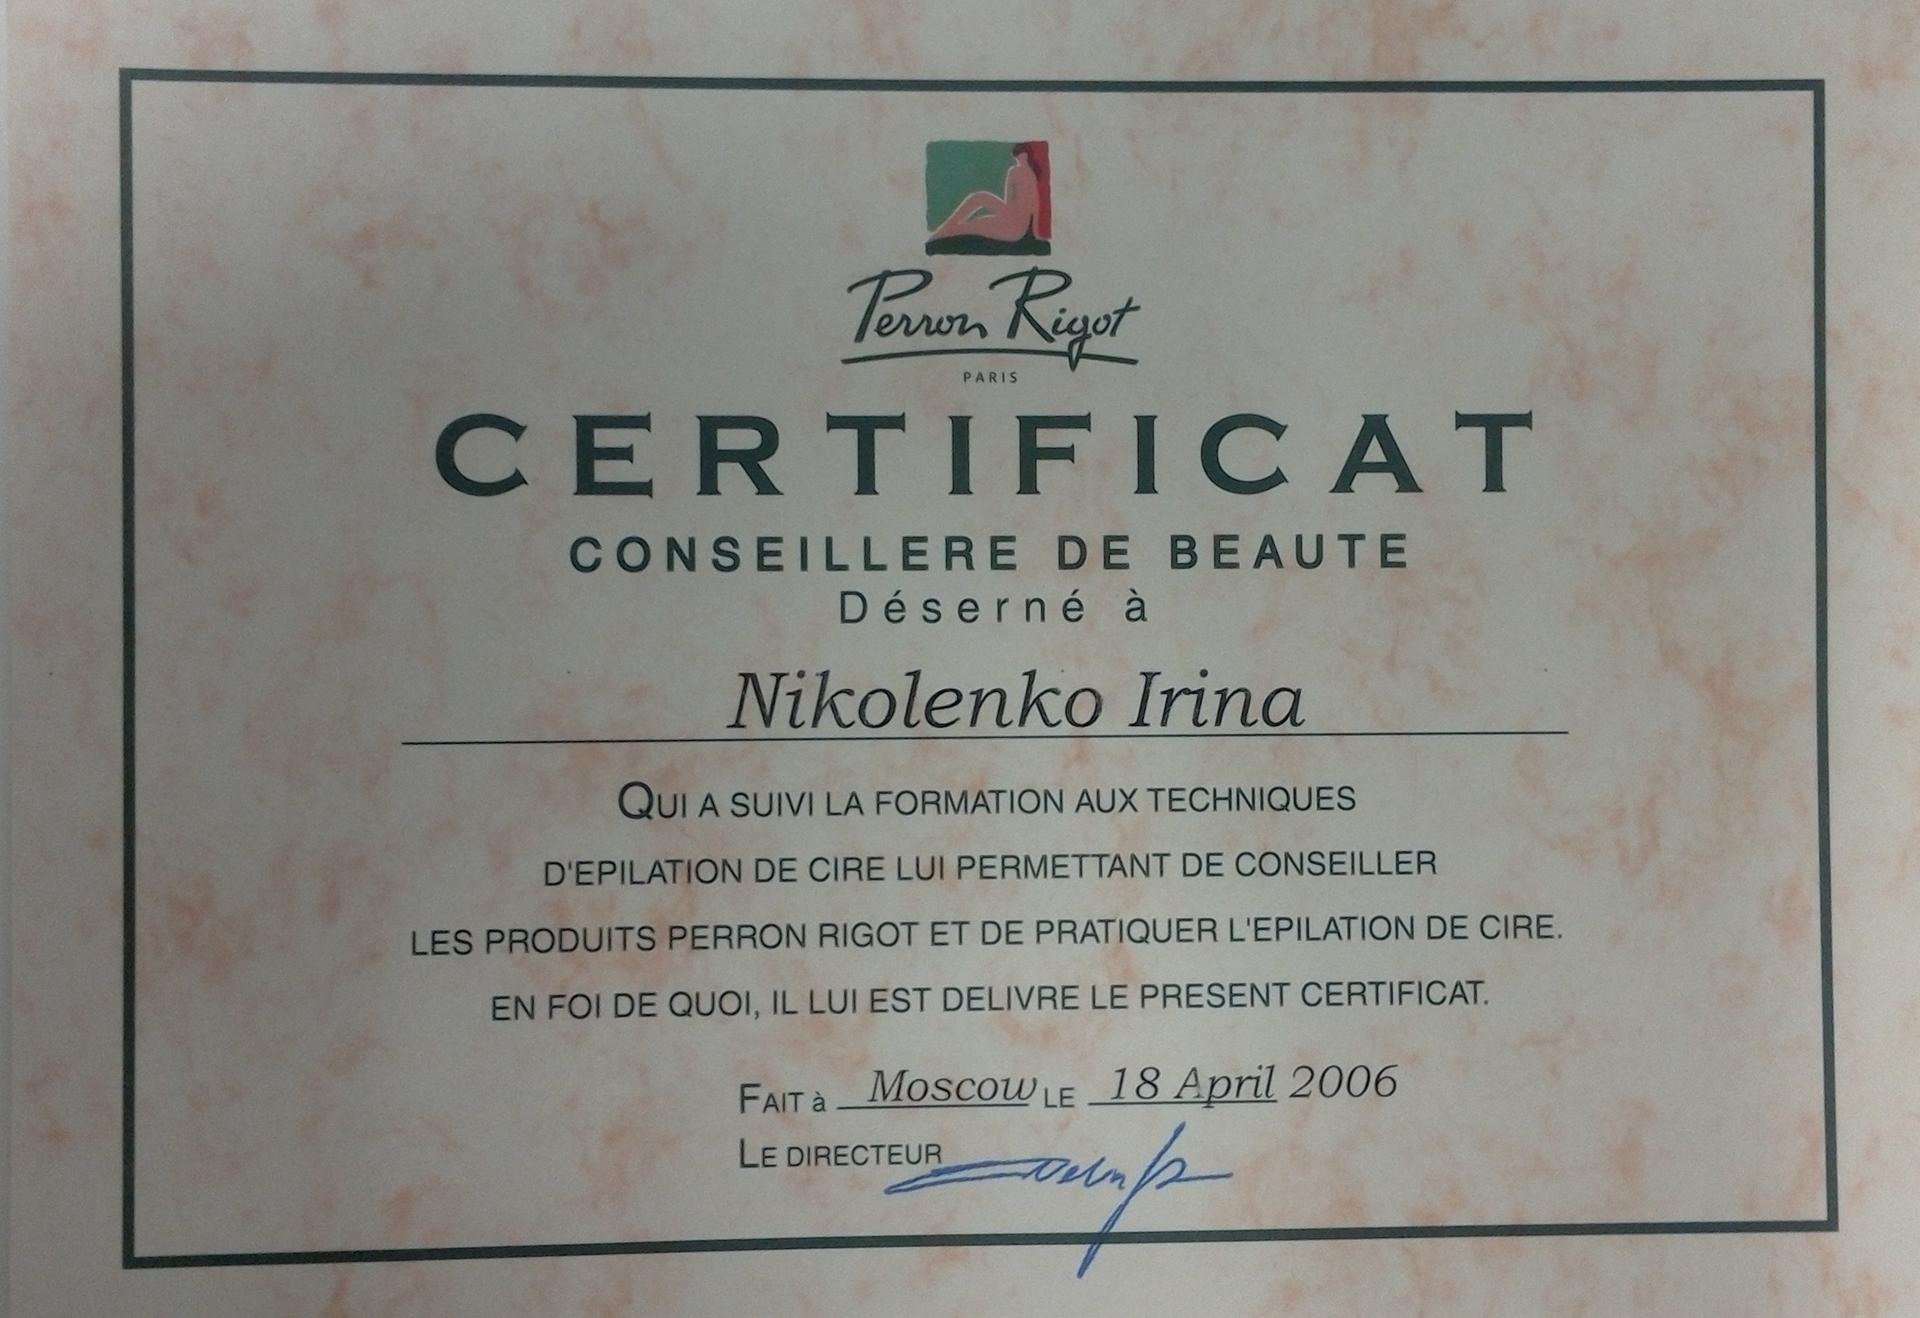 Perron Rigot
PARIS
CERTIFICAT
CONSEILLERE DE BEAUTE
Déserné à
Nikolenko Irina
QUI A SUIVI LA FORMATION AUX TECHNIQUES
D'EPILATION DE CIRE LUI PERMETTANT DE CONSEILLER
LES PRODUITS PERRON RIGOT ET DE PRATIQUER L'EPILATION DE CIRE.
EN FOI DE QUOI, IL LUI EST DELIVRE LE PRESENT CERTIFICAT.
FAIT à Moscow LE 18 April 2006
LE DIRECTEUR